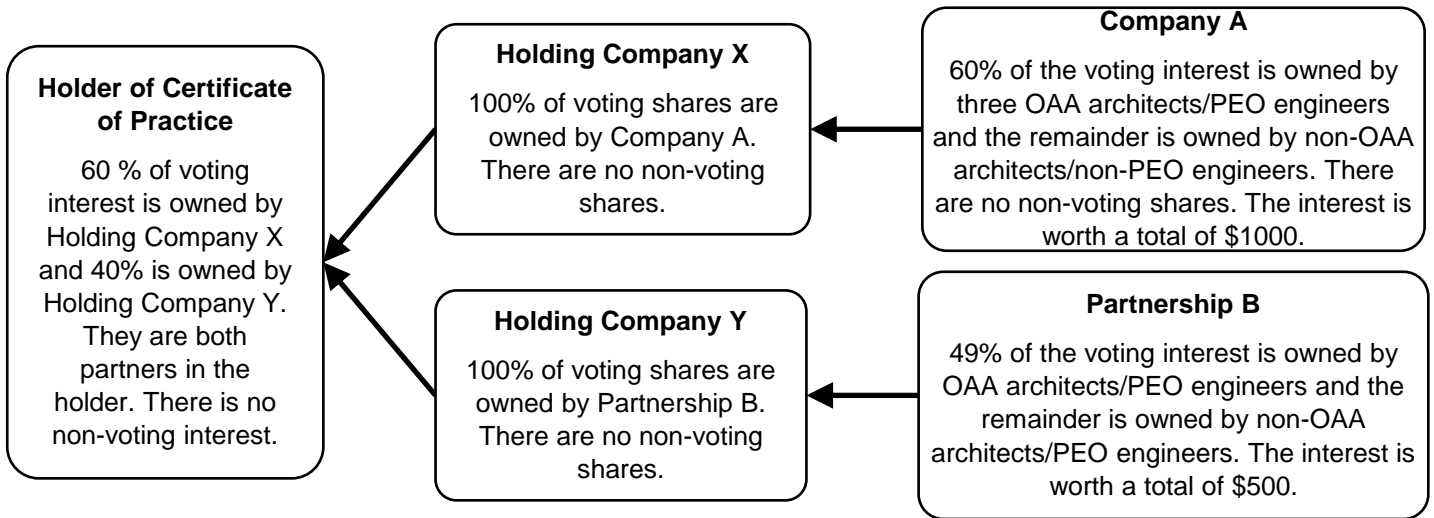 Holder of Certificate
of Practice
60 % of voting
interest is owned by
Holding Company X
and 40% is owned by
Holding Company Y.
They are both
partners in the
holder. There is no
non-voting interest.
Holding Company X
100% of voting shares are
owned by Company A.
There are no non-voting
shares.
Company A
60% of the voting interest is owned by
three OAA architects/PEO engineers
and the remainder is owned by non-OAA
architects/non-PEO engineers. There
are no non-voting shares. The interest is
worth a total of $1000.
Holding Company Y
100% of voting shares are
owned by Partnership B.
There are no non-voting
shares.
Partnership B
49% of the voting interest is owned by
OAA architects/PEO engineers and the
remainder is owned by non-OAA
architects/PEO engineers. The interest is
worth a total of $500.